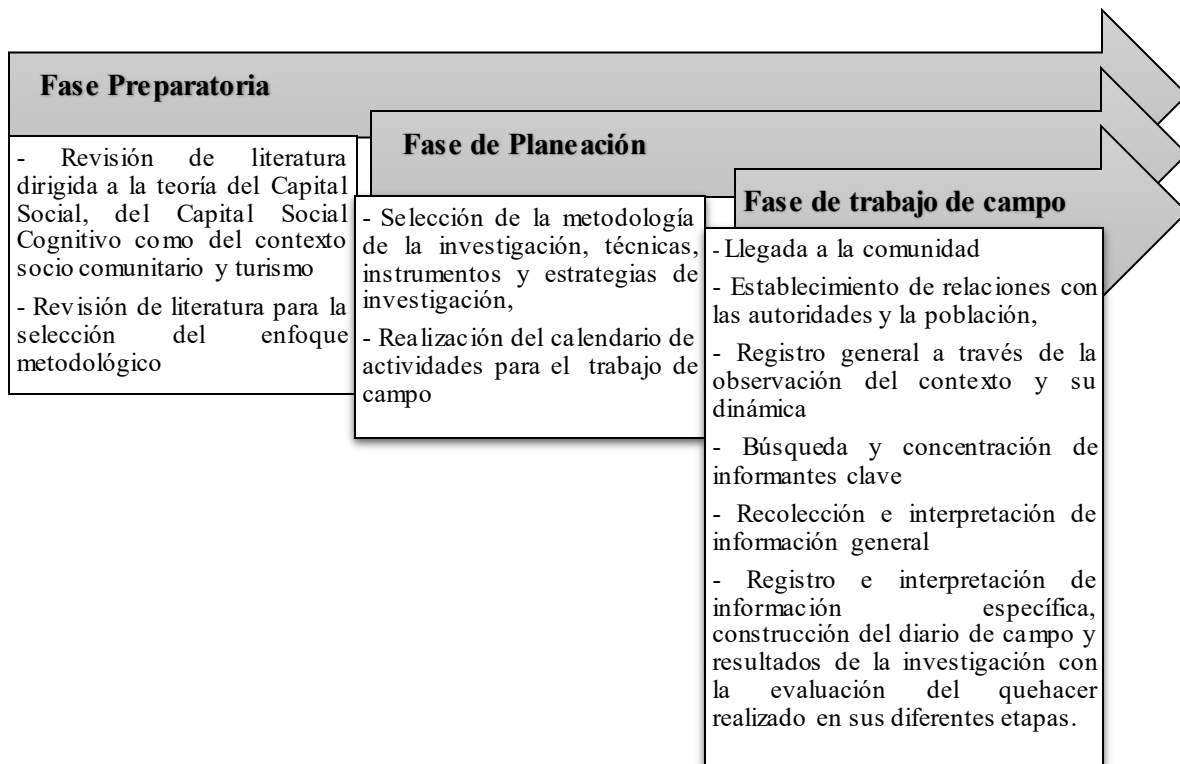 Fase Preparatoria
- Revisión de literatura
dirigida a la teoría del Capital
Social, del Capital Social
Cognitivo como del contexto
socio comunitario y turismo
- Revisión de literatura para la
selección del enfoque
metodológico
Fase de Planeación
- Selección de la metodología
de la investigación, técnicas,
instrumentos y estrategias de
investigación,
- Realización del calendario de
actividades para el trabajo de
campo
Fase de trabajo de campo
- Llegada a la comunidad
- Establecimiento de relaciones con
las autoridades y la población,
- Registro general a través de la
observación del contexto y su
dinámica
- Búsqueda y concentración de
informantes clave
- Recolección e interpretación de
información general
- Registro e interpretación de
información específica,
construcción del diario de campo y
resultados de la investigación con
la evaluación del quehacer
realizado en sus diferentes etapas.